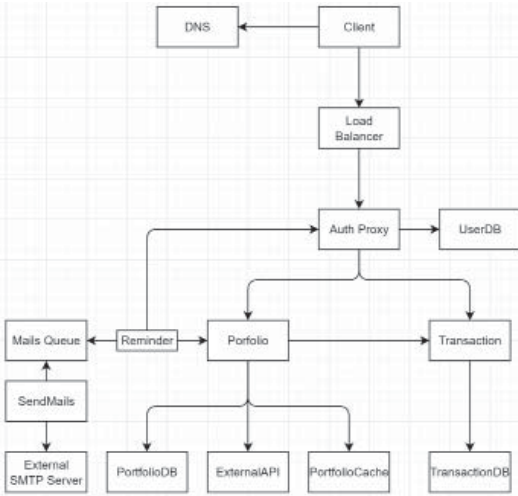 DNS
Client
Load
Balancer
Auth Proxy
UserDB
Mails Queue
Reminder
Porfolio
Transaction
SendMails
External
SMTP Server
PortfolioDB
ExternalAPI
PortfolioCache
TransactionDB